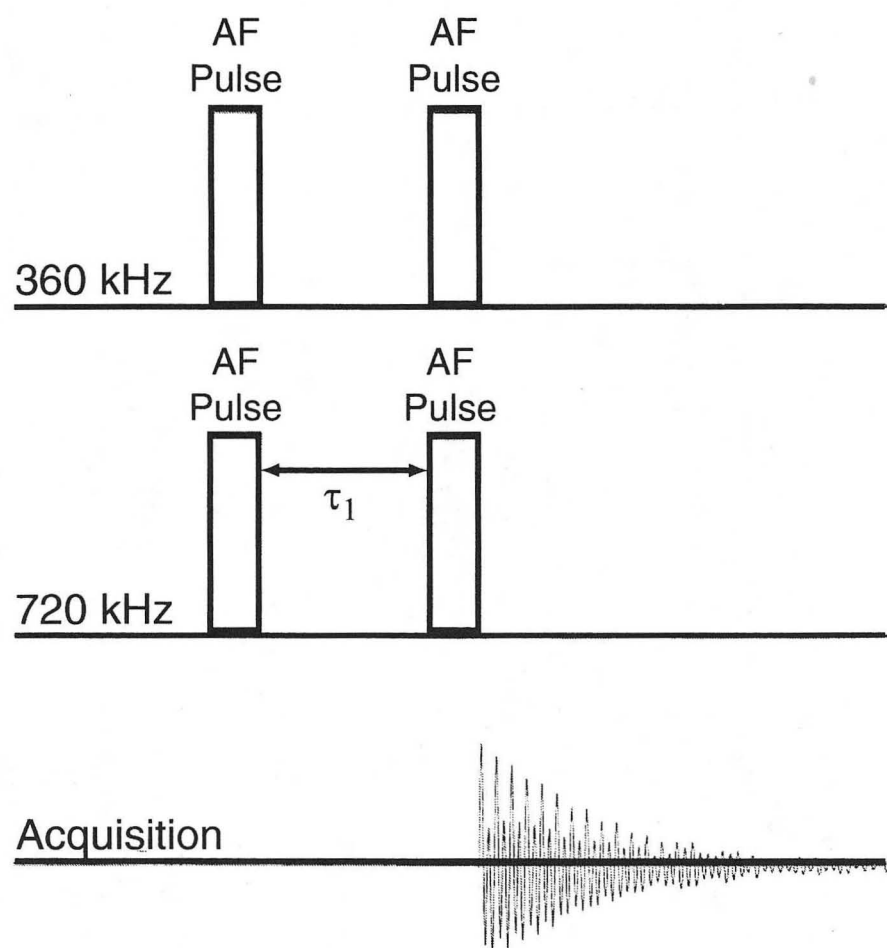 AF
Pulse
AF
Pulse
360 kHz
AF
Pulse
AF
Pulse
τ1
720 kHz
Acquisition